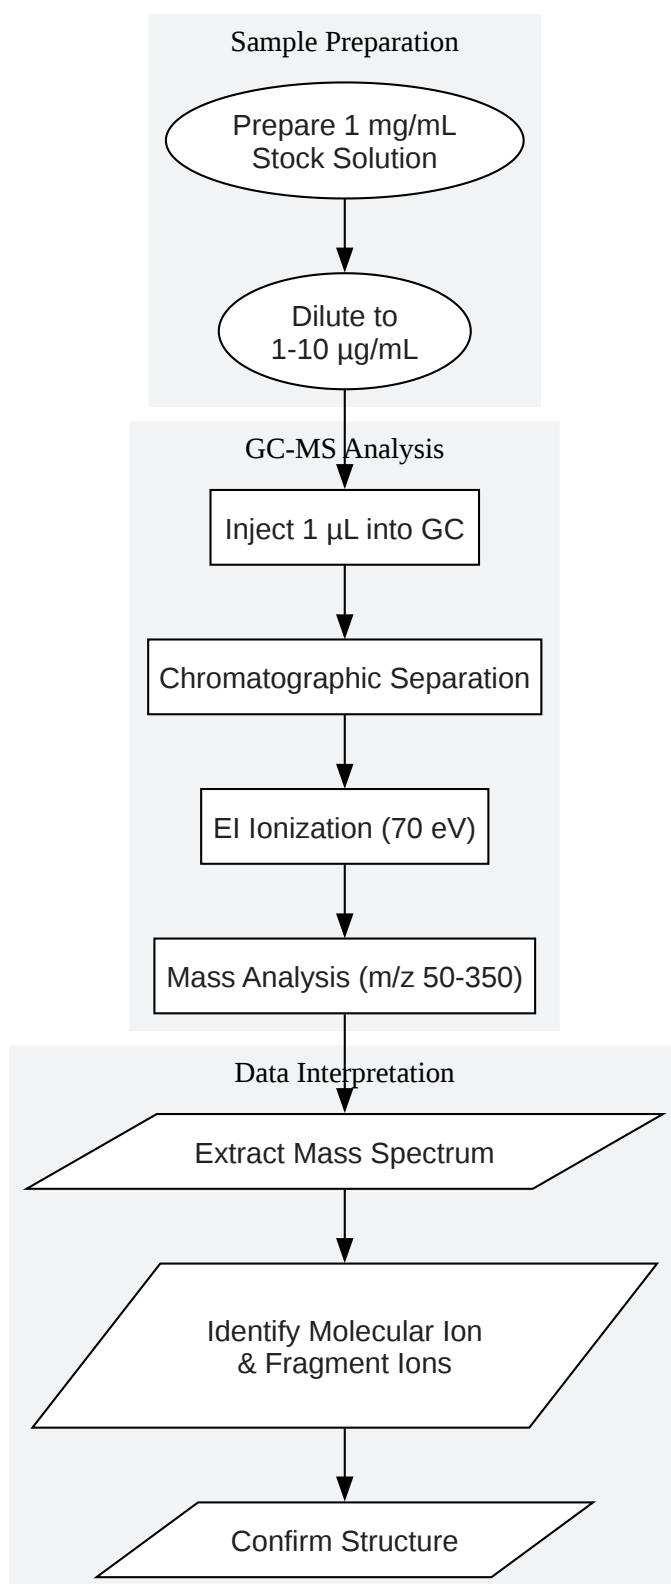 Sample Preparation
Prepare 1 mg/mL
Stock Solution
Dilute to
1-10 µg/mL
GC-MS Analysis
Inject 1 µL into GC
Chromatographic Separation
EI Ionization (70 eV)
Mass Analysis (m/z 50-350)
Data Interpretation
Extract Mass Spectrum
Identify Molecular Ion
& Fragment Ions
Confirm Structure